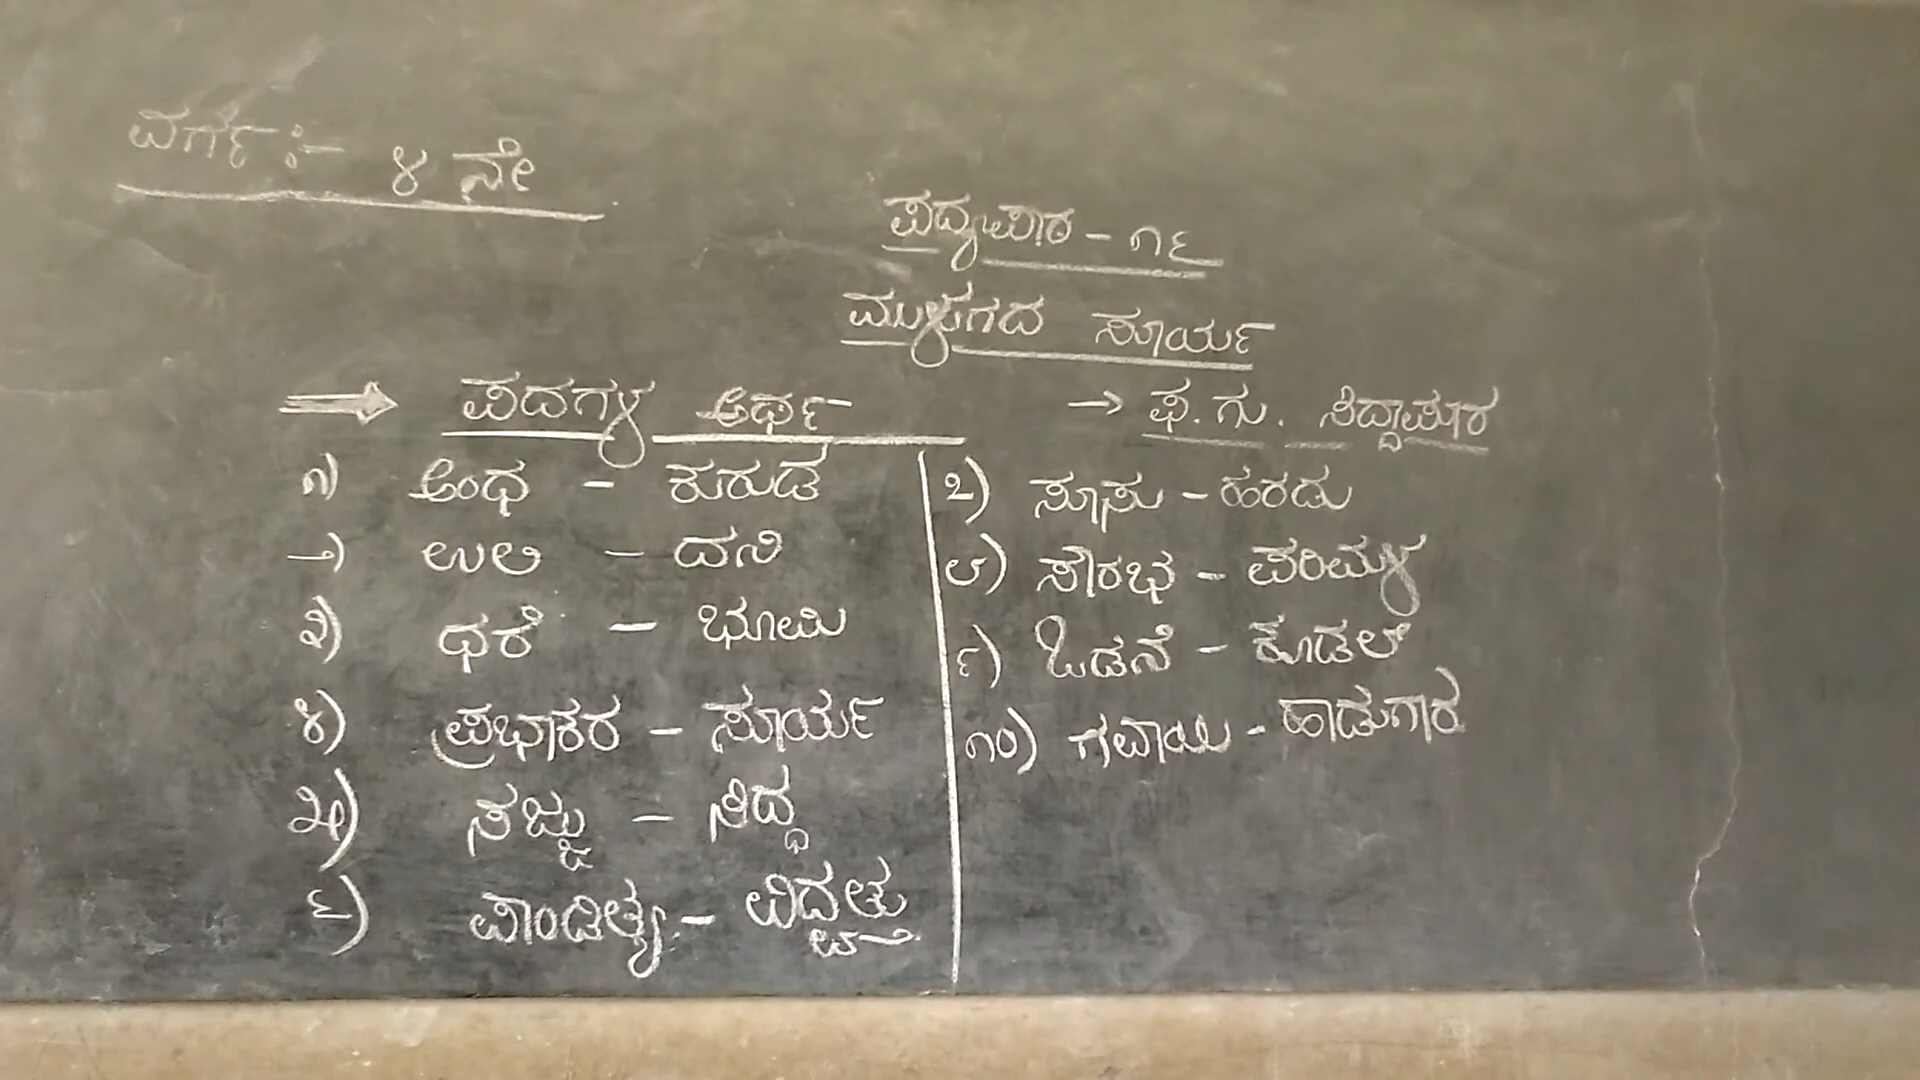 ವರ್ಗ :- ೪ ನೇ
ಪದ್ಯಪಾಠ - ೧೬
ಮುಳುಗದ ಸೂರ್ಯ
→ ಫ.ಗು. ಸಿದ್ದಾಪುರ
⇒ ಪದಗಳ ಅರ್ಥ
೧) ಅಂಧ - ಕುರುಡ
೨) ಉಲಿ - ದನಿ
೩) ಧರೆ - ಭೂಮಿ
೪) ಪ್ರಭಾಕರ - ಸೂರ್ಯ
೫) ಸಜ್ಜು - ಸಿದ್ಧ
೬) ಪಾಂಡಿತ್ಯ - ವಿದ್ವತ್ತು
೭) ಸೂಸು - ಹರಡು
೮) ಸೌರಭ - ಪರಿಮಳ
೯) ಒಡನೆ - ಕೂಡಲೆ
೧೦) ಗವಾಯಿ - ಹಾಡುಗಾರ